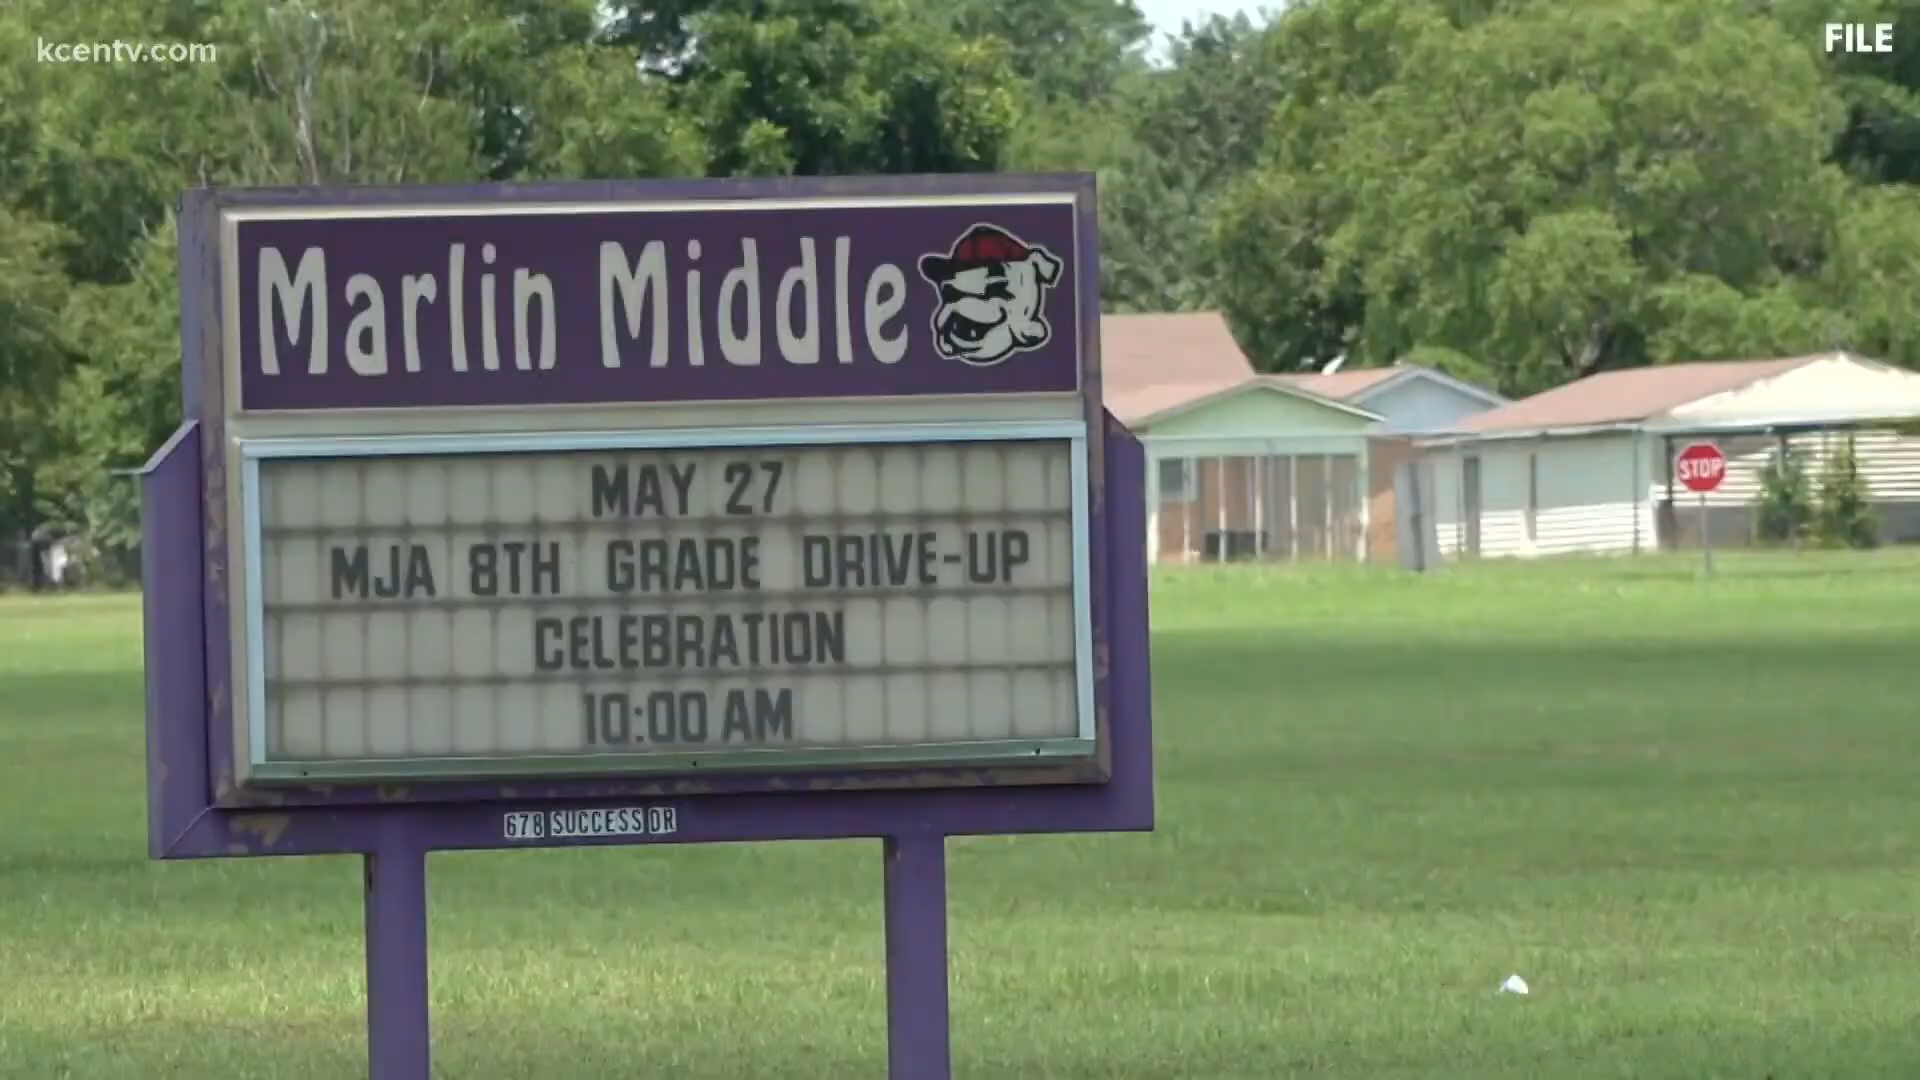 kcentv.com
FILE
Marlin Middle
MAY 27
MJA 8TH GRADE DRIVE-UP
CELEBRATION
10:00 AM
678 SUCCESS DR
STOP